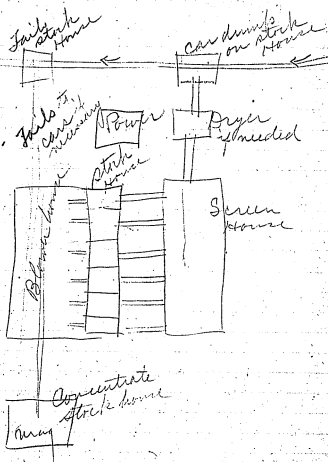 Tails
stock
House
car dumps
on stock
House
Tails to
cars if
necessary
Power
Dryer
if needed
stock
House
Blower house
Screen
House
Concentrate
stock house
Mag